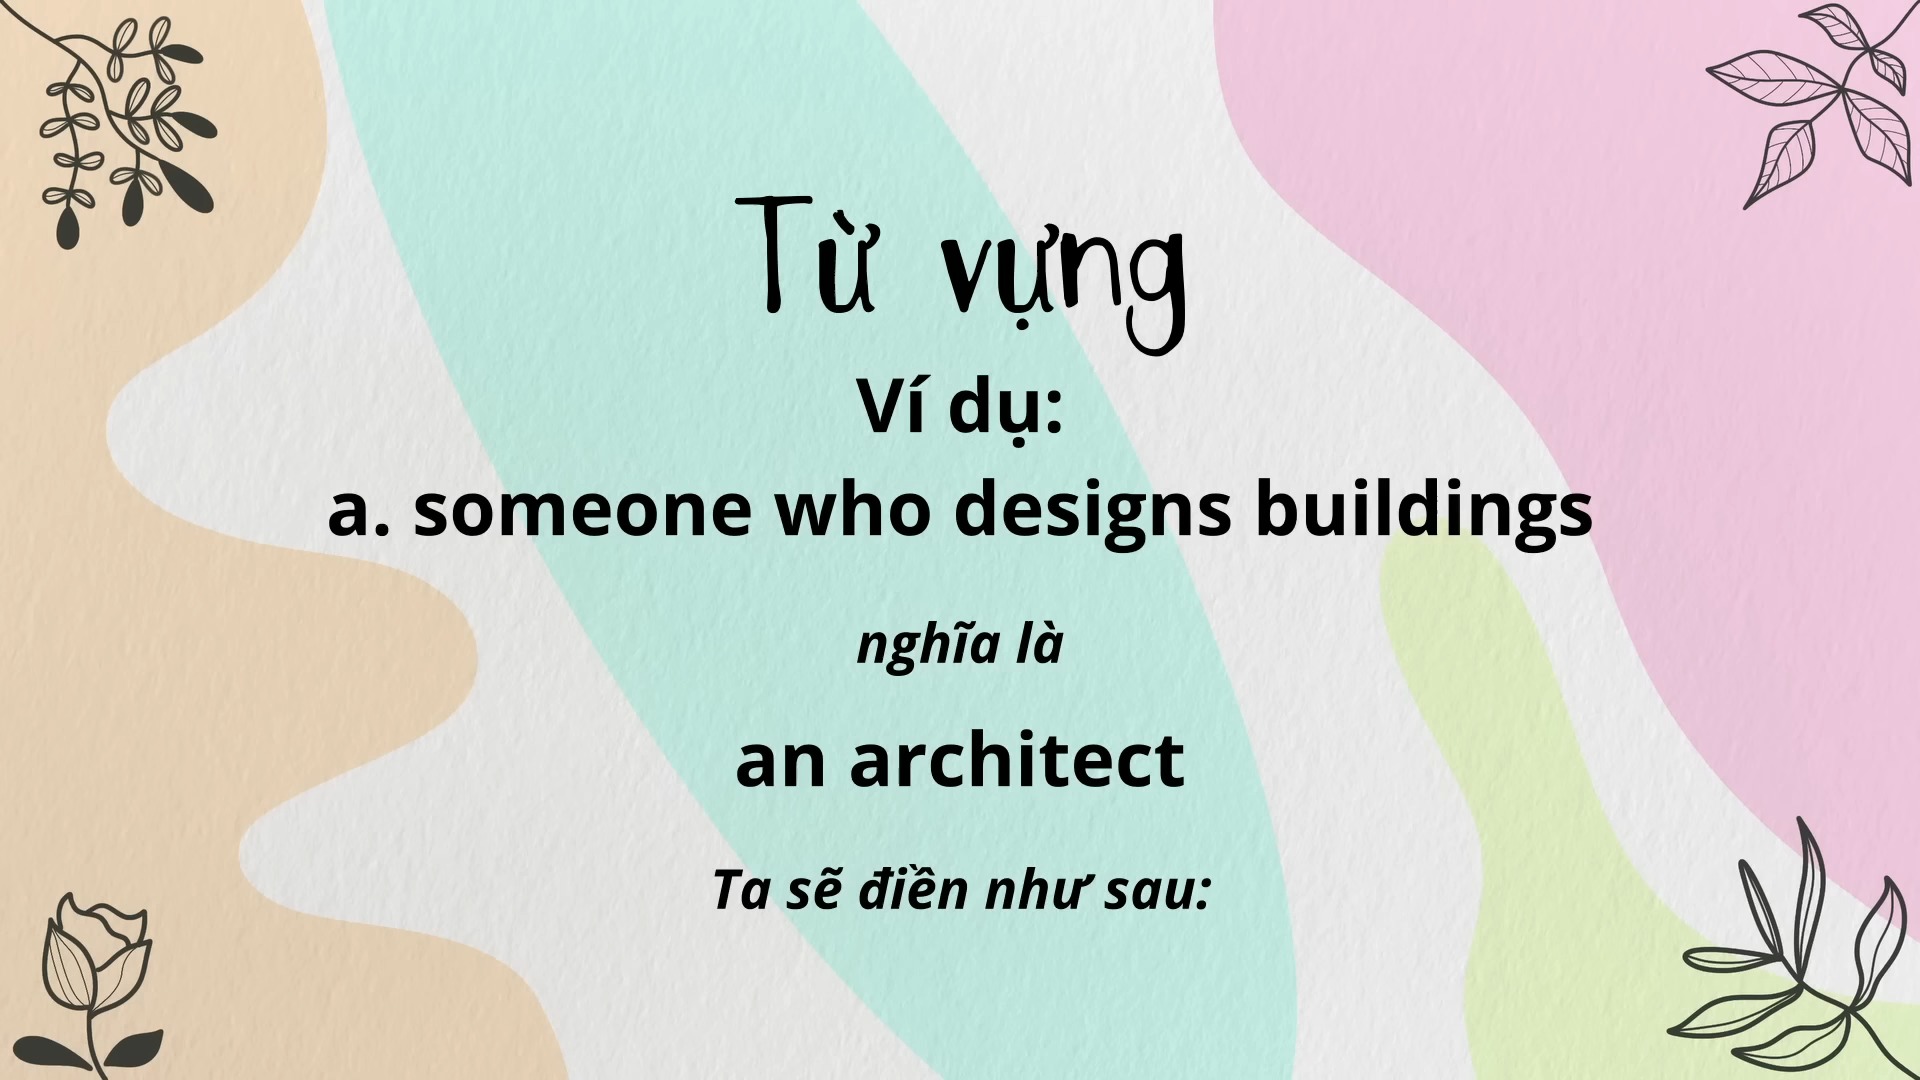 Từ vựng
Ví dụ:
a. someone who designs buildings
nghĩa là
an architect
Ta sẽ điền như sau: